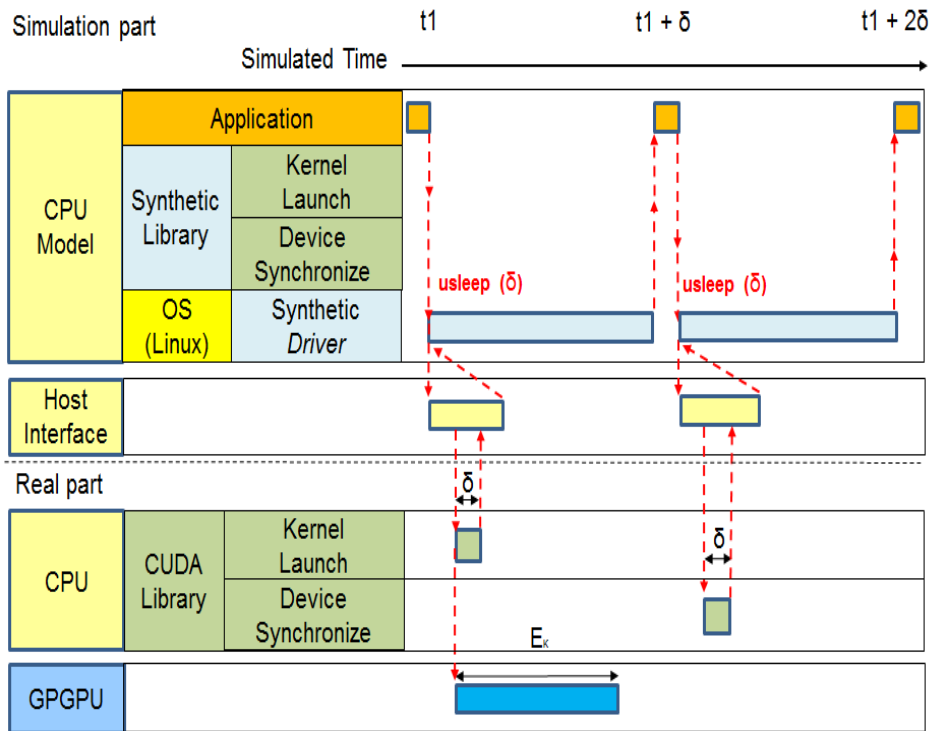 Simulation part
t1
t1 + δ
t1 + 2δ
Simulated Time
CPU
Model
Application
Synthetic
Library
Kernel
Launch
Device
Synchronize
OS
(Linux)
Synthetic
Driver
usleep (δ)
usleep (δ)
Host
Interface
Real part
δ
CPU
CUDA
Library
Kernel
Launch
Device
Synchronize
δ
Eκ
GPGPU